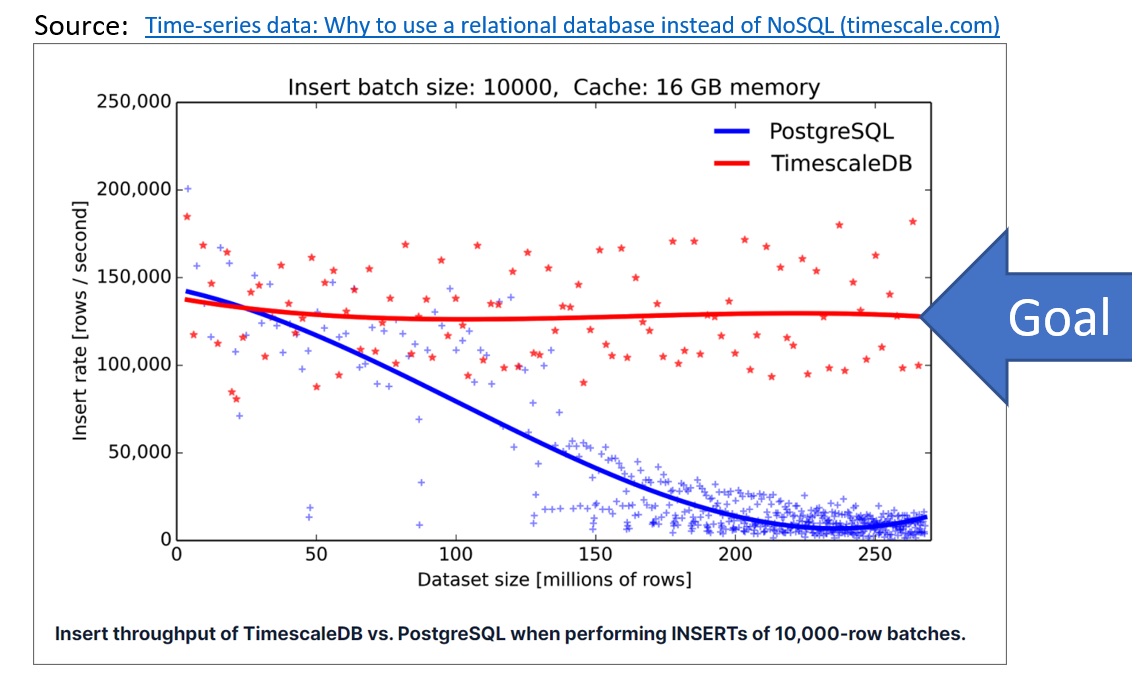 Source: Time-series data: Why to use a relational database instead of NoSQL (timescale.com)
Insert batch size: 10000, Cache: 16 GB memory
250,000
200,000
150,000
100,000
50,000
0
Insert rate [rows / second]
PostgreSQL
TimescaleDB
Goal
0 50 100 150 200 250
Dataset size [millions of rows]
Insert throughput of TimescaleDB vs. PostgreSQL when performing INSERTs of 10,000-row batches.